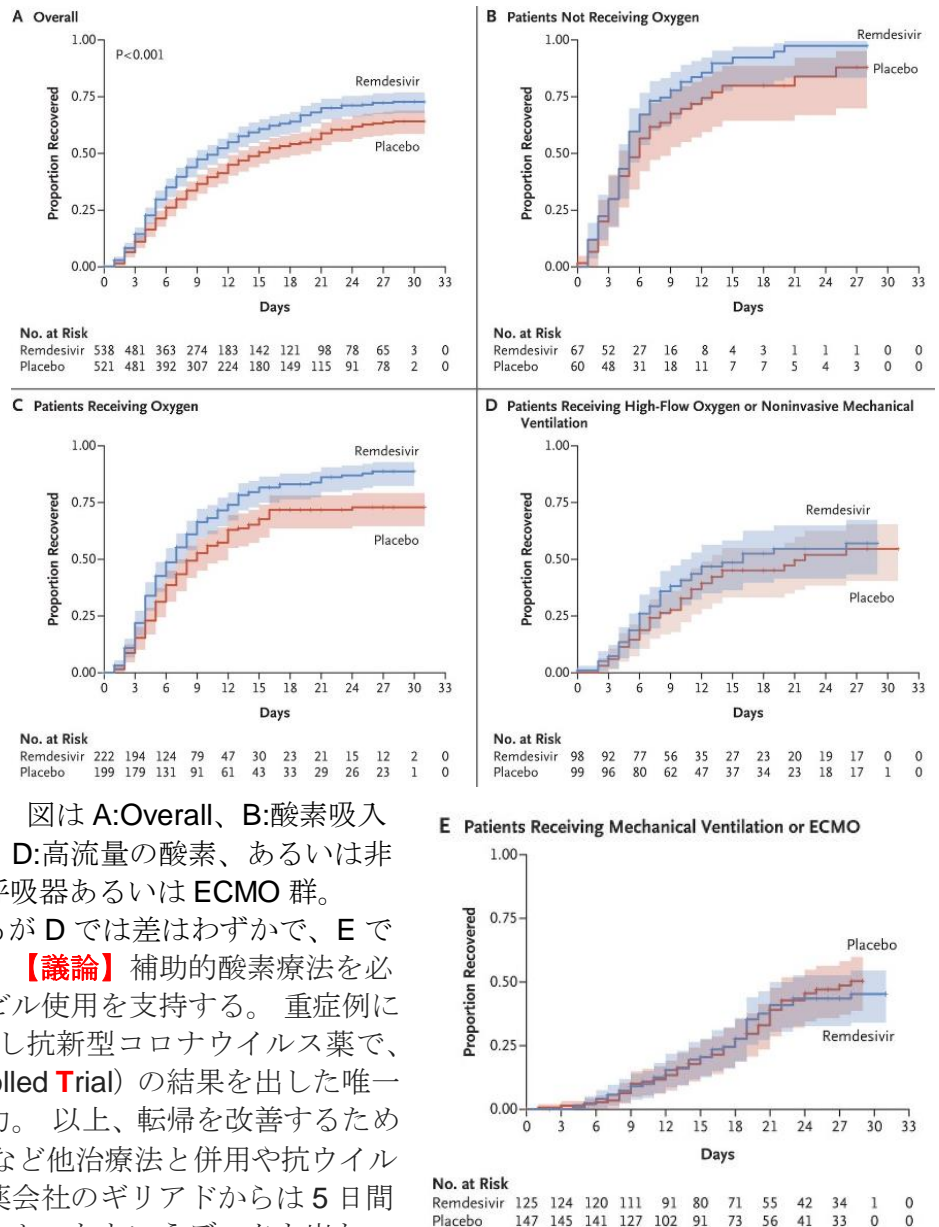 A Overall
1.00
P<0.001
Remdesivir
0.75
0.50
Placebo
0.25
0.00
Proportion Recovered
0 3 6 9 12 15 18 21 24 27 30 33
Days
No. at Risk
Remdesivir 538 481 363 274 183 142 121 98 78 65 3 0
Placebo 521 481 392 307 224 180 149 115 91 78 2 0
B Patients Not Receiving Oxygen
1.00
Remdesivir
Placebo
0.75
0.50
0.25
0.00
Proportion Recovered
0 3 6 9 12 15 18 21 24 27 30 33
Days
No. at Risk
Remdesivir 67 52 27 16 8 4 3 1 1 1 0 0
Placebo 60 48 31 18 11 7 7 5 4 3 0 0
C Patients Receiving Oxygen
1.00
Remdesivir
0.75
Placebo
0.50
0.25
0.00
Proportion Recovered
0 3 6 9 12 15 18 21 24 27 30 33
Days
No. at Risk
Remdesivir 222 194 124 79 47 30 23 21 15 12 2 0
Placebo 199 179 131 91 61 43 33 29 26 23 1 0
D Patients Receiving High-Flow Oxygen or Noninvasive Mechanical
Ventilation
1.00
0.75
Remdesivir
0.50
Placebo
0.25
0.00
Proportion Recovered
0 3 6 9 12 15 18 21 24 27 30 33
Days
No. at Risk
Remdesivir 98 92 77 56 35 27 23 20 19 17 0 0
Placebo 99 96 80 62 47 37 34 23 18 17 1 0
図は A:Overall、B:酸素吸入
D:高流量の酸素、あるいは非
呼吸器あるいは ECMO 群。
が D では差はわずかで、E で
【議論】補助的酸素療法を必
ビル使用を支持する。 重症例に
し抗新型コロナウイルス薬で、
olled Trial）の結果を出した唯一
以上、転帰を改善するため
など他治療法と併用や抗ウイル
薬会社のギリアドからは 5 日間
E Patients Receiving Mechanical Ventilation or ECMO
1.00
0.75
Placebo
0.50
Remdesivir
0.25
0.00
Proportion Recovered
0 3 6 9 12 15 18 21 24 27 30 33
Days
No. at Risk
Remdesivir 125 124 120 111 91 80 71 55 42 34 1 0
Placebo 147 145 141 127 102 91 73 56 41 33 0 0